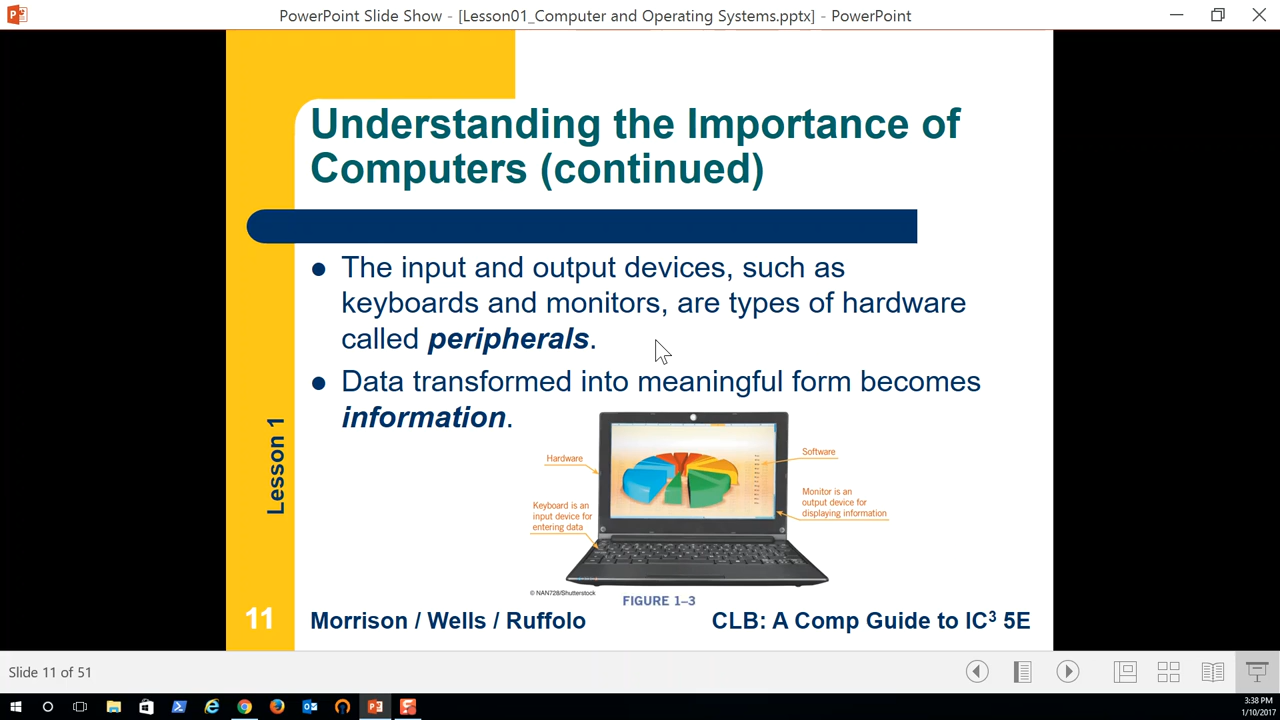 PowerPoint Slide Show - [Lesson01_Computer and Operating Systems.pptx] - PowerPoint
Understanding the Importance of
Computers (continued)
The input and output devices, such as
keyboards and monitors, are types of hardware
called peripherals.
Data transformed into meaningful form becomes
information.
Hardware
Keyboard is an
input device for
entering data
Software
Monitor is an
output device for
displaying information
© NAN728/Shutterstock
FIGURE 1–3
Lesson 1
11
Morrison / Wells / Ruffolo
CLB: A Comp Guide to IC³ 5E
Slide 11 of 51
3:38 PM
1/10/2017